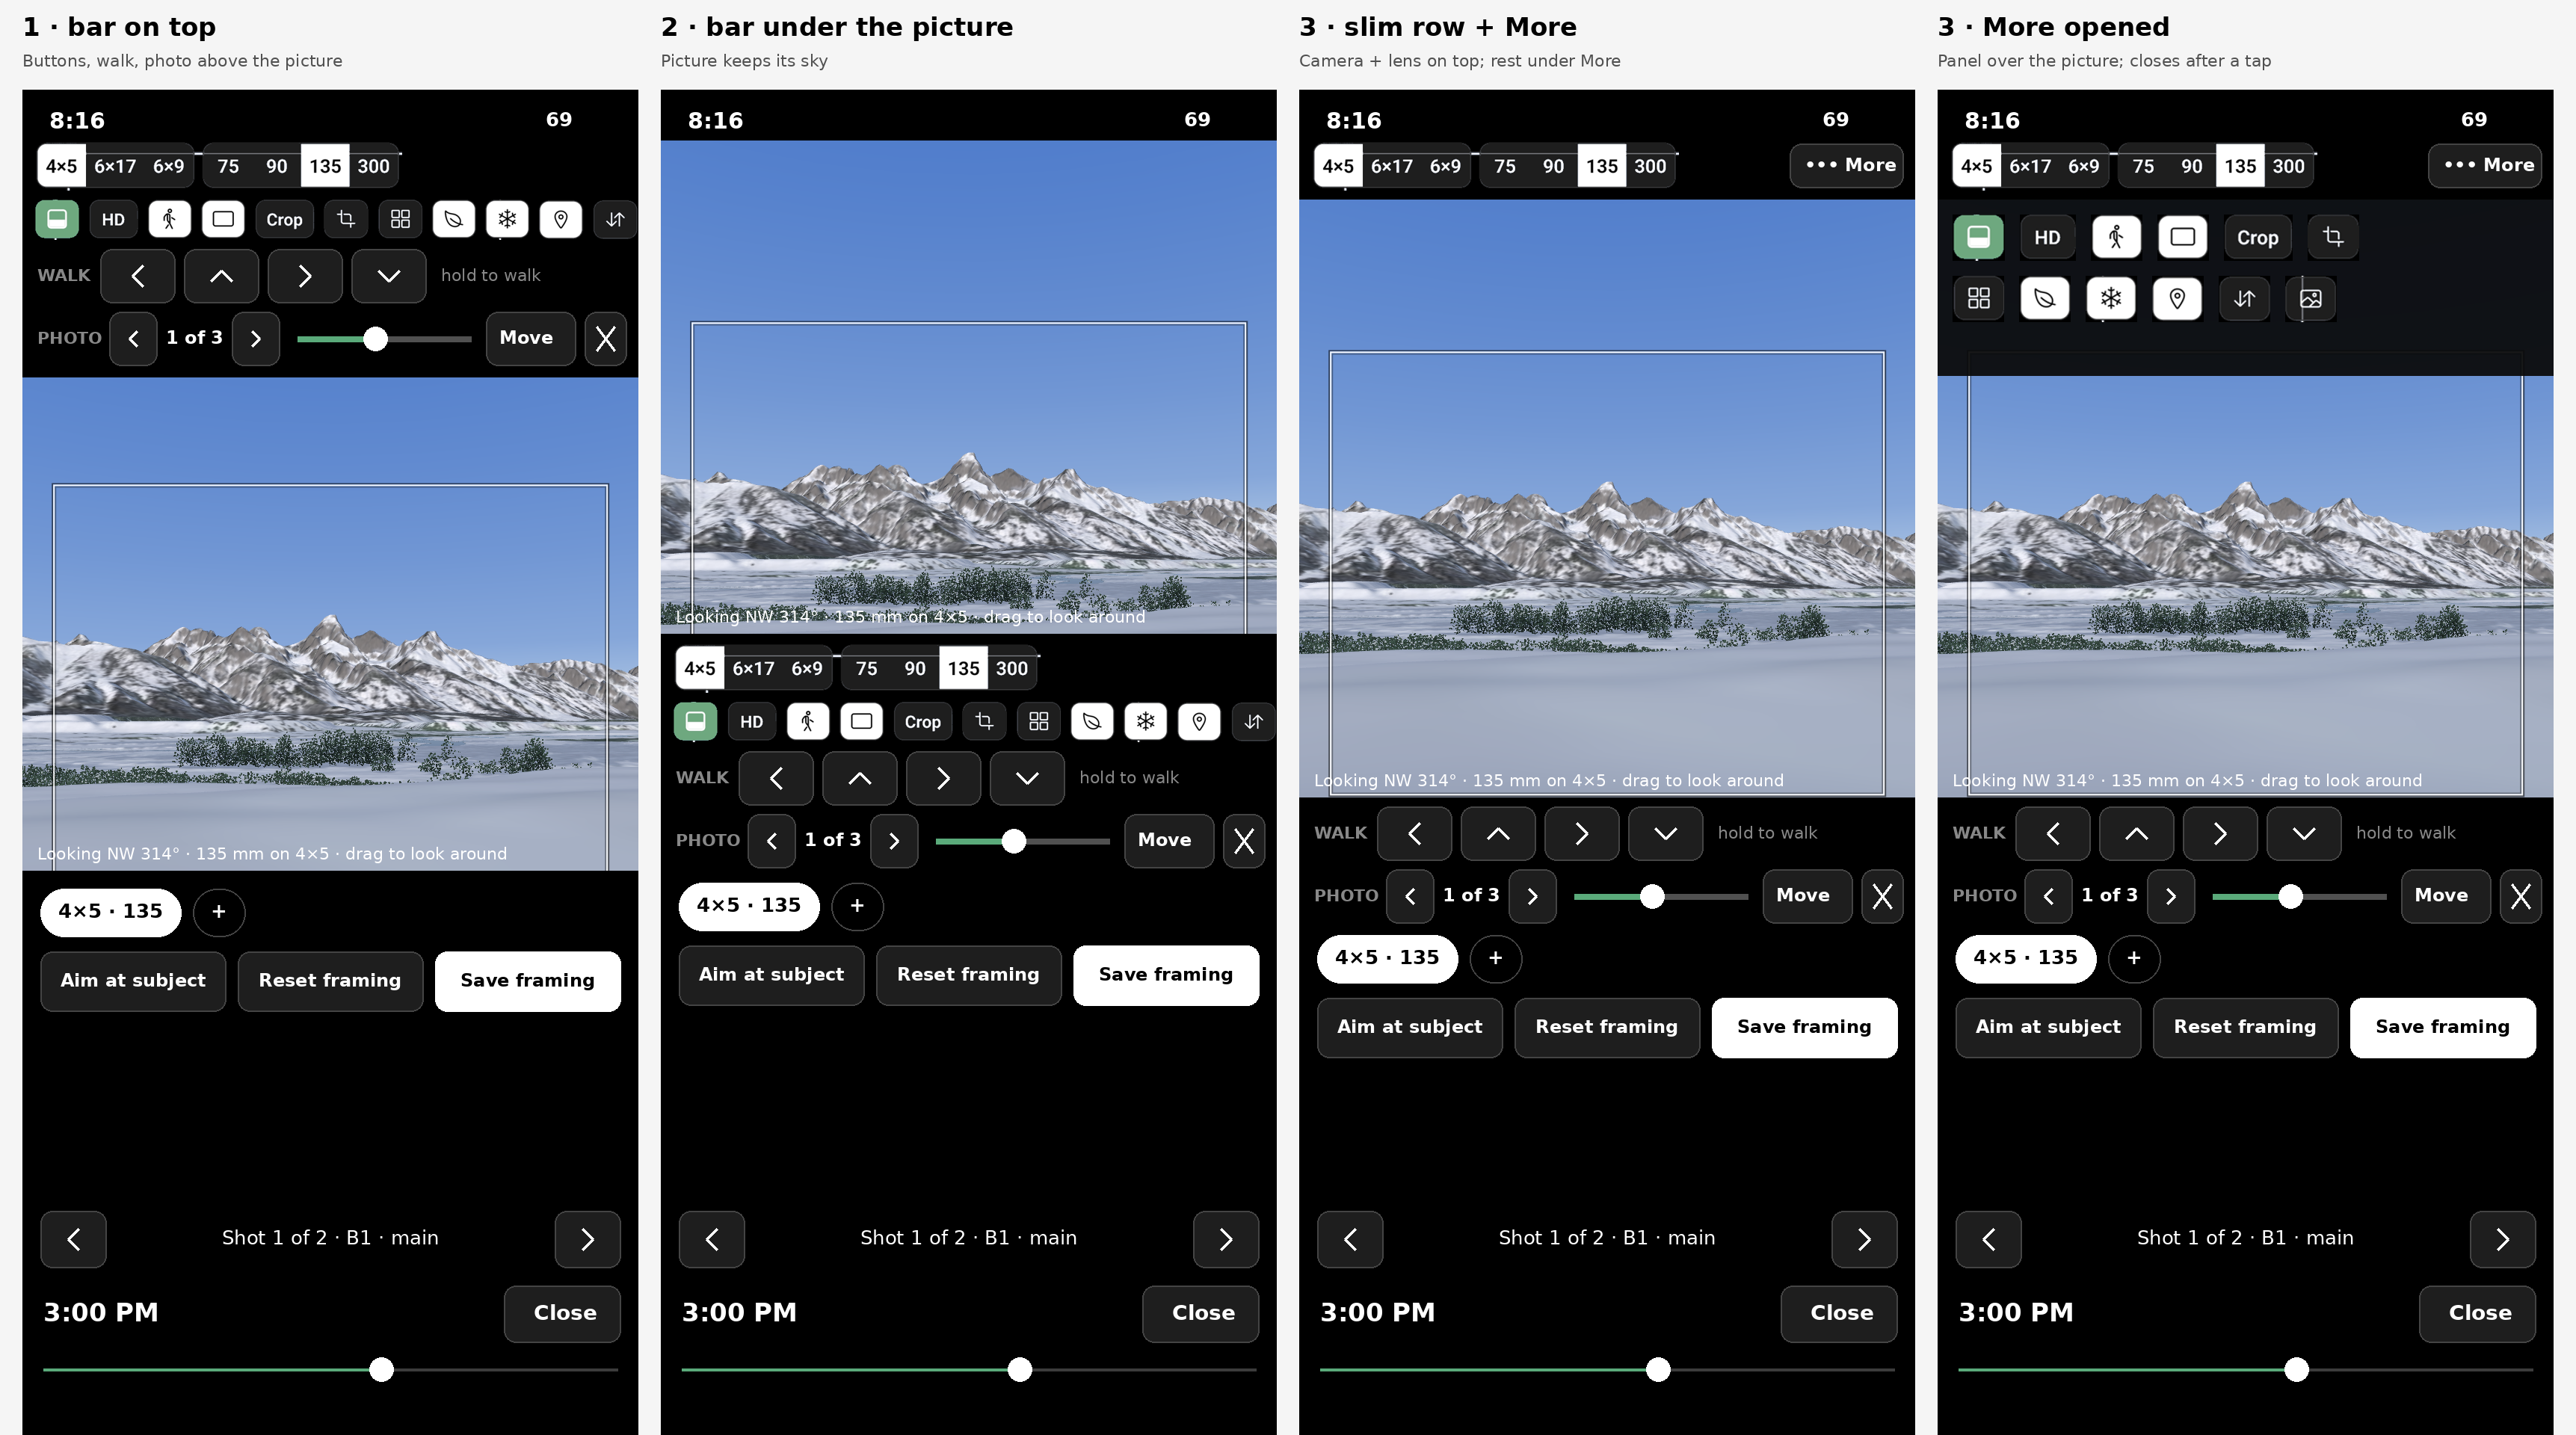 1 · bar on top
Buttons, walk, photo above the picture
8:16
69
4×5 6×17 6×9 75 90 135 300
HD Crop
WALK hold to walk
PHOTO 1 of 3 Move X
Looking NW 314° · 135 mm on 4×5 · drag to look around
4×5 · 135 +
Aim at subject Reset framing Save framing
Shot 1 of 2 · B1 · main
3:00 PM Close
2 · bar under the picture
Picture keeps its sky
8:16
69
Looking NW 314° · 135 mm on 4×5 · drag to look around
4×5 6×17 6×9 75 90 135 300
HD Crop
WALK hold to walk
PHOTO 1 of 3 Move X
4×5 · 135 +
Aim at subject Reset framing Save framing
Shot 1 of 2 · B1 · main
3:00 PM Close
3 · slim row + More
Camera + lens on top; rest under More
8:16
69
4×5 6×17 6×9 75 90 135 300 ••• More
Looking NW 314° · 135 mm on 4×5 · drag to look around
WALK hold to walk
PHOTO 1 of 3 Move X
4×5 · 135 +
Aim at subject Reset framing Save framing
Shot 1 of 2 · B1 · main
3:00 PM Close
3 · More opened
Panel over the picture; closes after a tap
8:16
69
4×5 6×17 6×9 75 90 135 300 ••• More
HD Crop
Looking NW 314° · 135 mm on 4×5 · drag to look around
WALK hold to walk
PHOTO 1 of 3 Move X
4×5 · 135 +
Aim at subject Reset framing Save framing
Shot 1 of 2 · B1 · main
3:00 PM Close